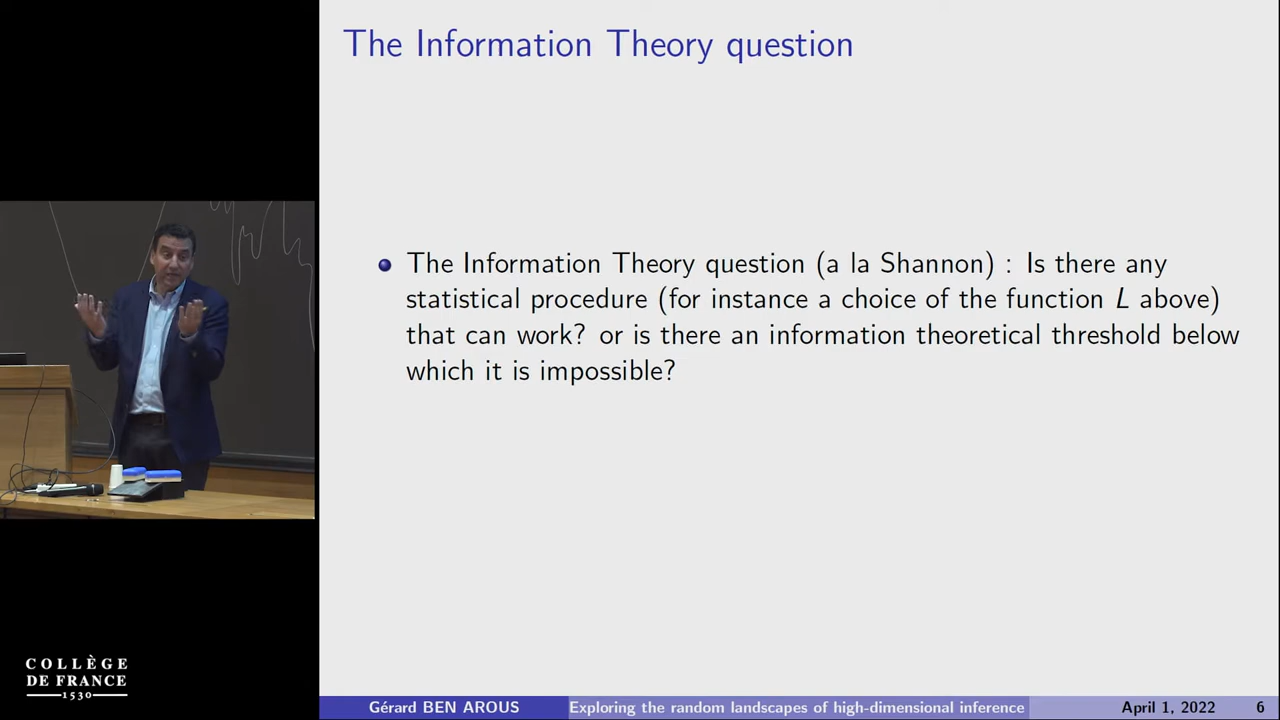 The Information Theory question
The Information Theory question (a la Shannon) : Is there any
statistical procedure (for instance a choice of the function L above)
that can work? or is there an information theoretical threshold below
which it is impossible?
COLLÈGE
DE FRANCE
1530
Gérard BEN AROUS Exploring the random landscapes of high-dimensional inference April 1, 2022 6